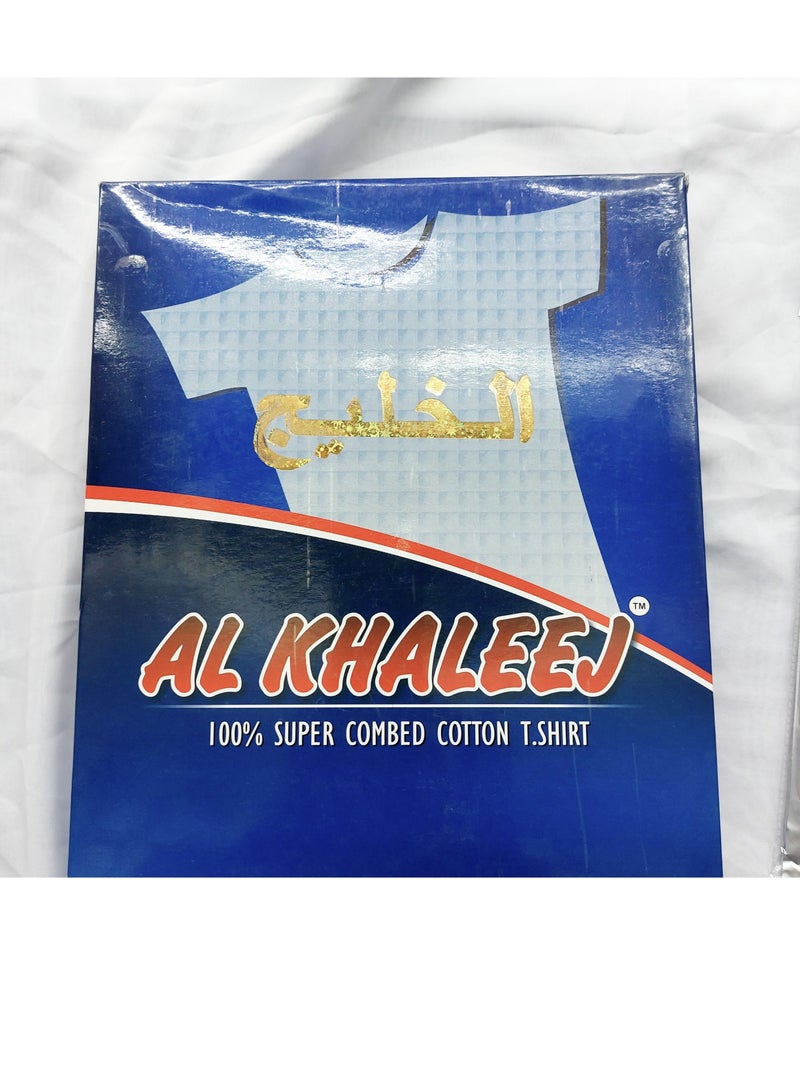 الخليج
TM
AL KHALEEJ
100% SUPER COMBED COTTON T.SHIRT